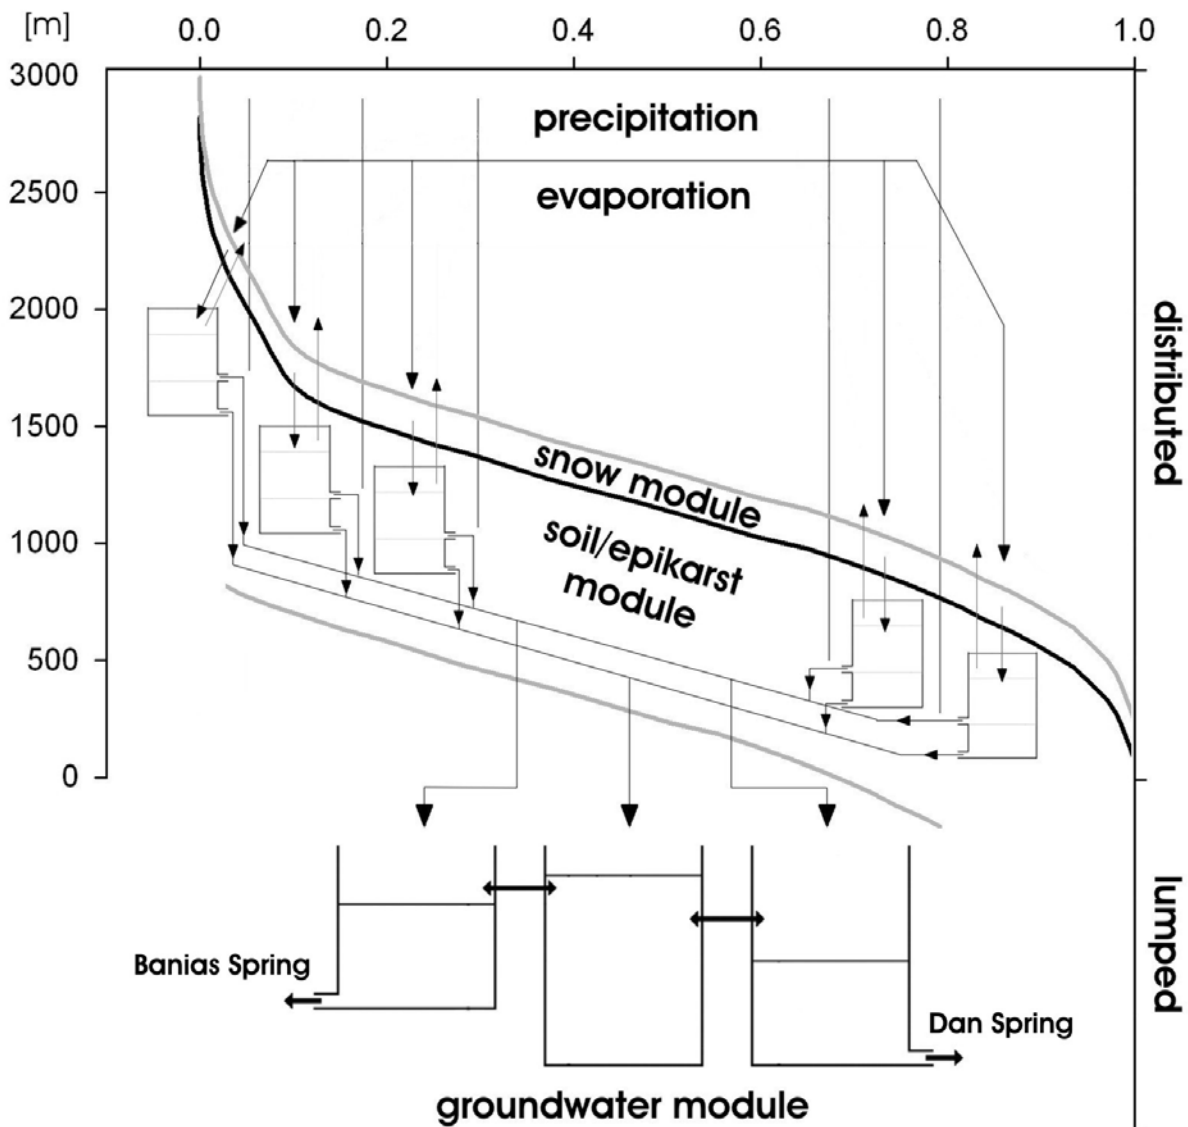 [m]
0.0 0.2 0.4 0.6 0.8 1.0
3000
precipitation
2500
evaporation
2000
distributed
1500
snow module
1000
soil/epikarst
module
500
0
lumped
Banias Spring
Dan Spring
groundwater module